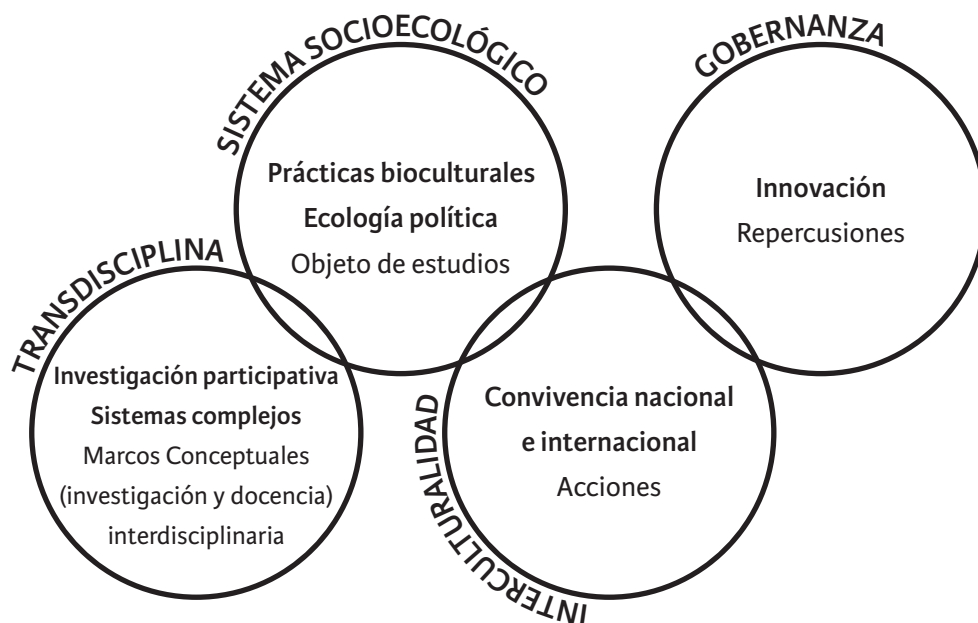 SISTEMA SOCIOECOLÓGICO
Prácticas bioculturales
Ecología política
Objeto de estudios
GOBERNANZA
Innovación
Repercusiones
TRANSDISCIPLINA
Investigación participativa
Sistemas complejos
Marcos Conceptuales
(investigación y docencia)
interdisciplinaria
INTERCULTURALIDAD
Convivencia nacional
e internacional
Acciones